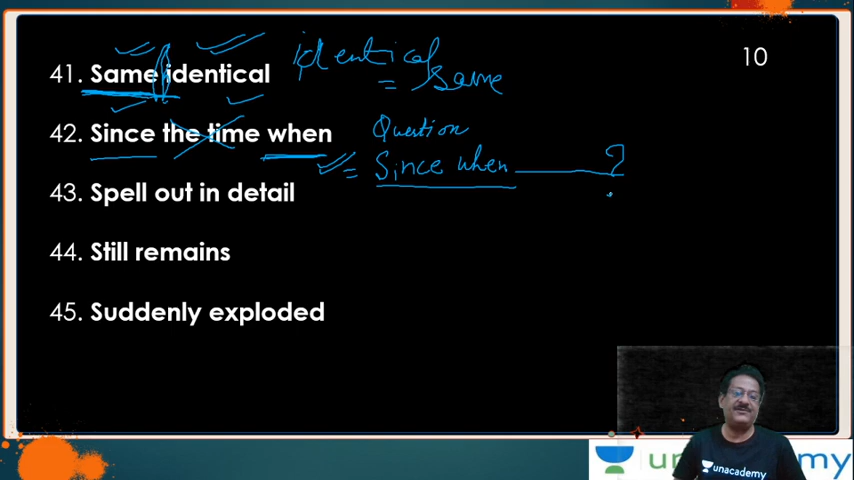 10
41. Same identical identical
= Same
42. Since the time when Question
= Since when ______ ?
43. Spell out in detail
44. Still remains
45. Suddenly exploded
unacademy